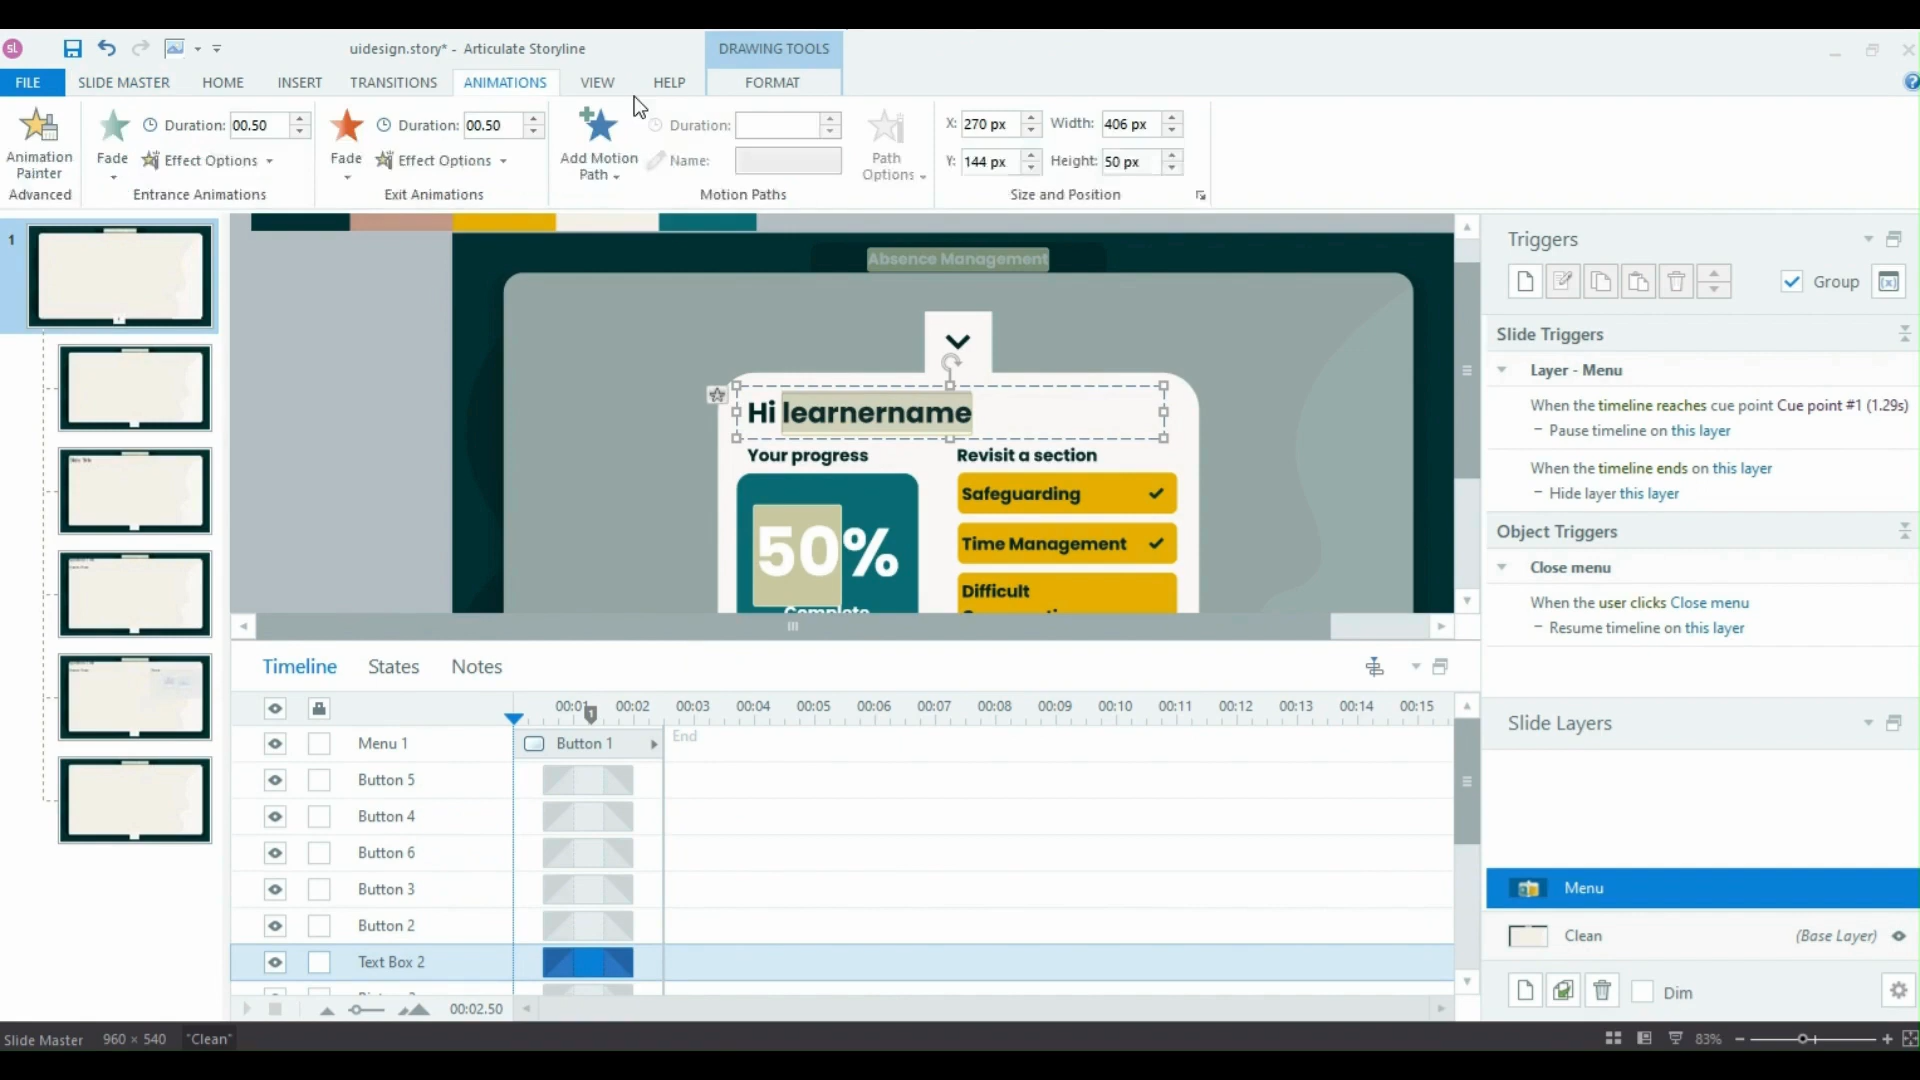 sl
uidesign.story* - Articulate Storyline
DRAWING TOOLS
FILE
SLIDE MASTER
HOME
INSERT
TRANSITIONS
ANIMATIONS
VIEW
HELP
FORMAT
Animation
Painter
Advanced
Fade
Duration:
00.50
Effect Options
Entrance Animations
Fade
Duration:
00.50
Effect Options
Exit Animations
Add Motion
Path
Duration:
Name:
Path
Options
Motion Paths
X: 270 px
Width: 406 px
Y: 144 px
Height: 50 px
Size and Position
1
Absence Management
Hi learnername
Your progress
Revisit a section
50%
Complete
Safeguarding
Time Management
Difficult
Triggers
Group
Slide Triggers
Layer - Menu
When the timeline reaches cue point Cue point #1 (1.29s)
- Pause timeline on this layer
When the timeline ends on this layer
- Hide layer this layer
Object Triggers
Close menu
When the user clicks Close menu
- Resume timeline on this layer
Slide Layers
Menu
Clean
(Base Layer)
Dim
Timeline
States
Notes
00:01 00:02 00:03 00:04 00:05 00:06 00:07 00:08 00:09 00:10 00:11 00:12 00:13 00:14 00:15
1
Menu 1
Button 1
End
Button 5
Button 4
Button 6
Button 3
Button 2
Text Box 2
00:02.50
Slide Master
960 × 540
"Clean"
83%